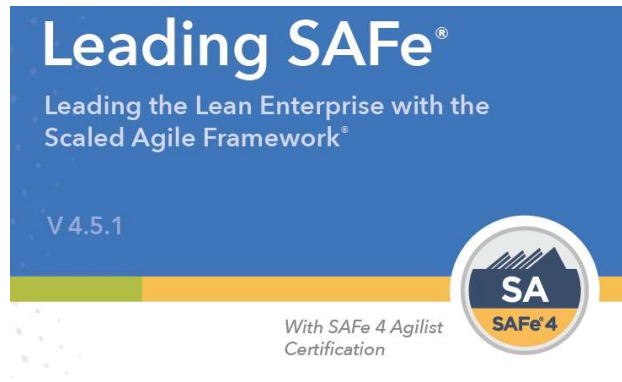 Leading SAFe®
Leading the Lean Enterprise with the
Scaled Agile Framework®
V 4.5.1
SA
SAFe® 4
With SAFe 4 Agilist
Certification